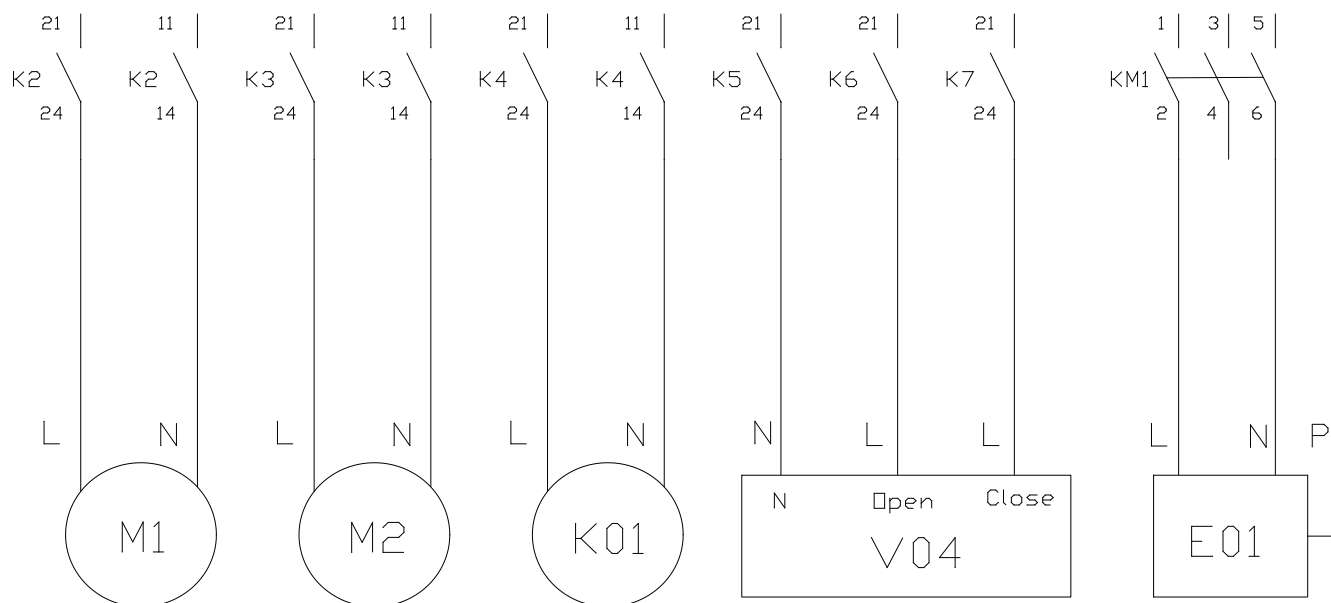 21 11 21 11 21 11 21 21 21 1 3 5
K2 K2 K3 K3 K4 K4 K5 K6 K7 KM1
24 14 24 14 24 14 24 24 24 2 4 6
L N L N L N N L L L N P
N Open Close
M1 M2 K01 V04 E01